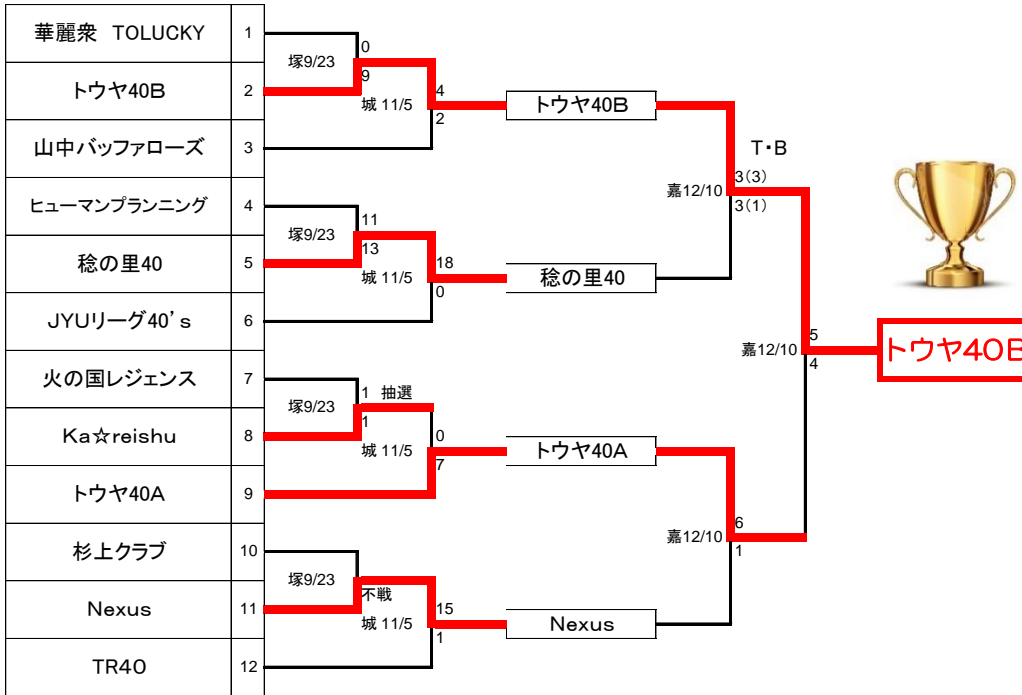 華麗衆 TOLUCKY 1
0
塚9/23
9
トウヤ40B 2
4
城 11/5
2
トウヤ40B
山中バッファローズ 3
T・B
3(3)
嘉12/10
3(1)
ヒューマンプランニング 4
11
塚9/23
13
稔の里40 5
18
城 11/5
0
稔の里40
JYUリーグ40's 6
5
嘉12/10
4
トウヤ40B
火の国レジェンス 7
1 抽選
塚9/23
1
Ka☆reishu 8
0
城 11/5
7
トウヤ40A
トウヤ40A 9
6
嘉12/10
1
杉上クラブ 10
塚9/23
不戦
Nexus 11
15
城 11/5
1
Nexus
TR40 12